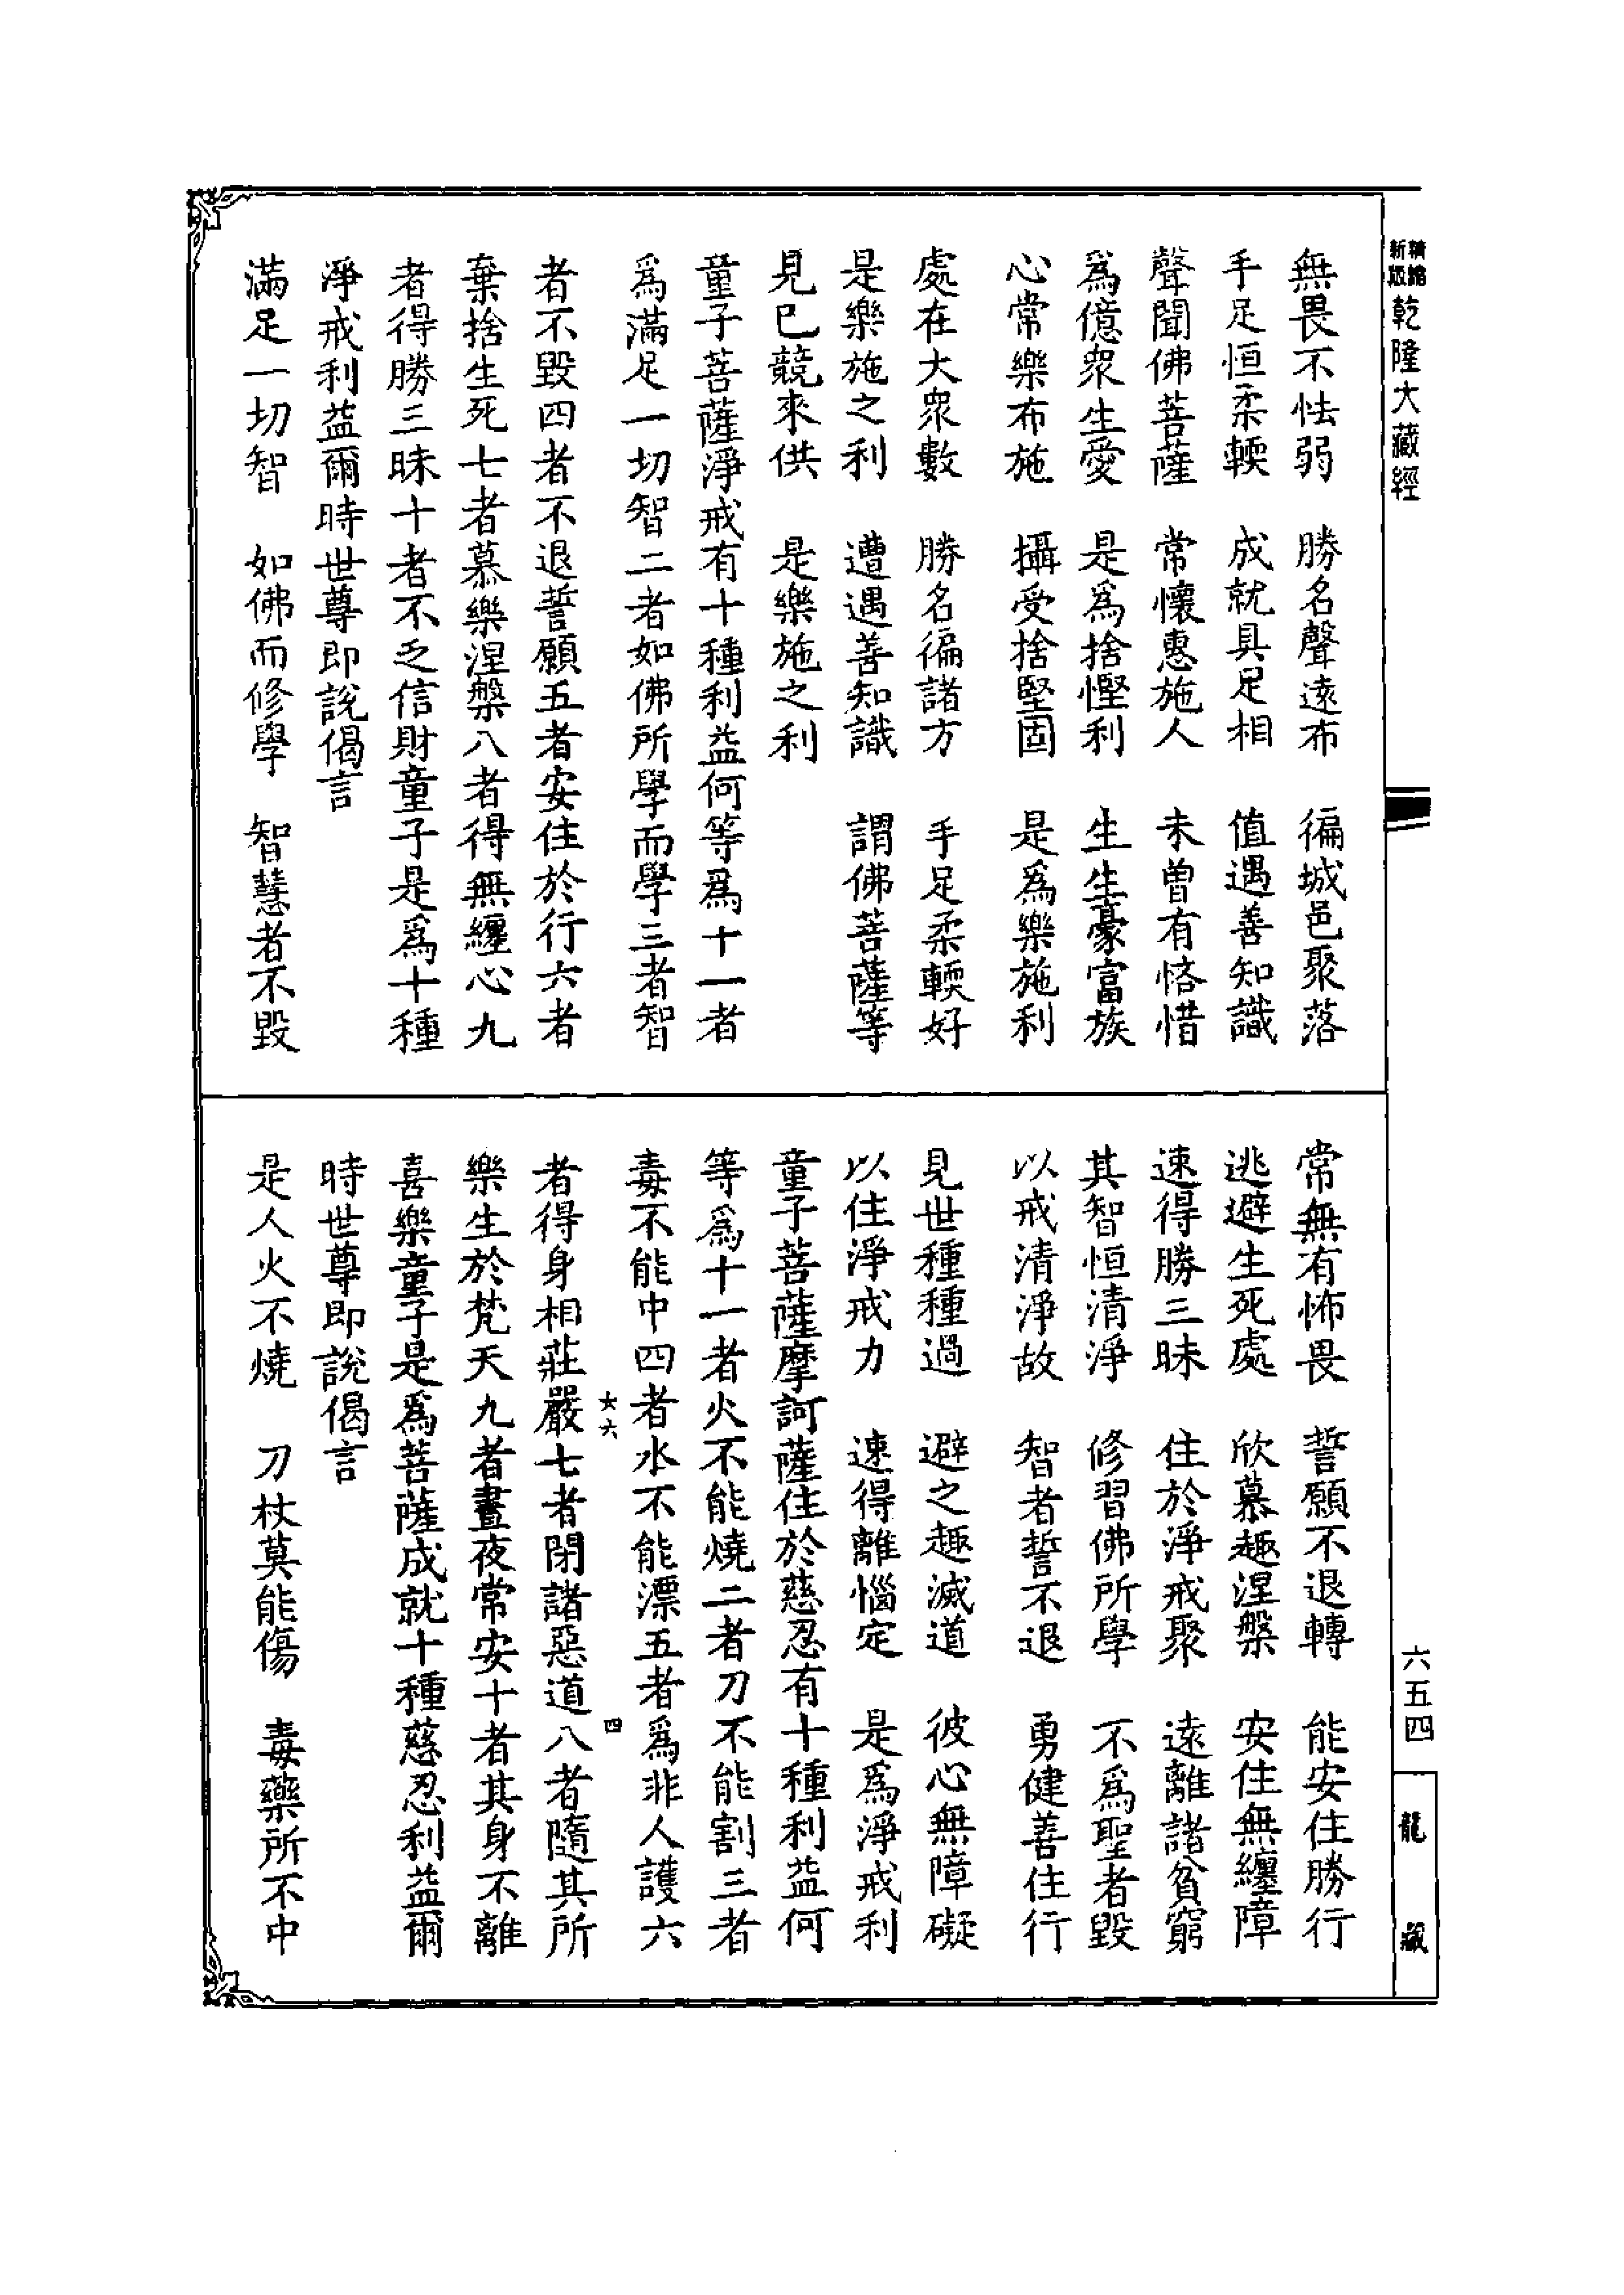 精縮新版乾隆大藏經
無畏不怯弱　勝名聲遠布　徧城邑聚落
手足恒柔輭　成就具足相　值遇善知識
聲聞佛菩薩　常懷惠施人　未曾有悋惜
爲億衆生愛　是爲捨慳利　生生豪富族
心常樂布施　攝受捨堅固　是爲樂施利
處在大衆數　勝名徧諸方　手足柔輭好
是樂施之利　遭遇善知識　謂佛菩薩等
見已競來供　是樂施之利
童子菩薩淨戒有十種利益何等爲十一者
爲滿足一切智二者如佛所學而學三者智
者不毀四者不退誓願五者安住於行六者
棄捨生死七者慕樂涅槃八者得無纏心九
者得勝三昧十者不乏信財童子是爲十種
淨戒利益爾時世尊即說偈言
滿足一切智　如佛而修學　智慧者不毀
常無有怖畏　誓願不退轉　能安住勝行
逃避生死處　欣慕趣涅槃　安住無纏障
速得勝三昧　住於淨戒聚　遠離諸貧窮
其智恒清淨　修習佛所學　不爲聖者毀
以戒清淨故　智者誓不退　勇健善住行
見世種種過　避之趣滅道　彼心無障礙
以住淨戒力　速得離惱定　是爲淨戒利
童子菩薩摩訶薩住於慈忍有十種利益何
等爲十一者火不能燒二者刀不能割三者
毒不能中四者水不能漂五者爲非人護六
者得身相莊嚴七者閉諸惡道八者隨其所
樂生於梵天九者晝夜常安十者其身不離
喜樂童子是爲菩薩成就十種慈忍利益爾
時世尊即說偈言
是人火不燒　刀杖莫能傷　毒藥所不中
六五四
龍藏